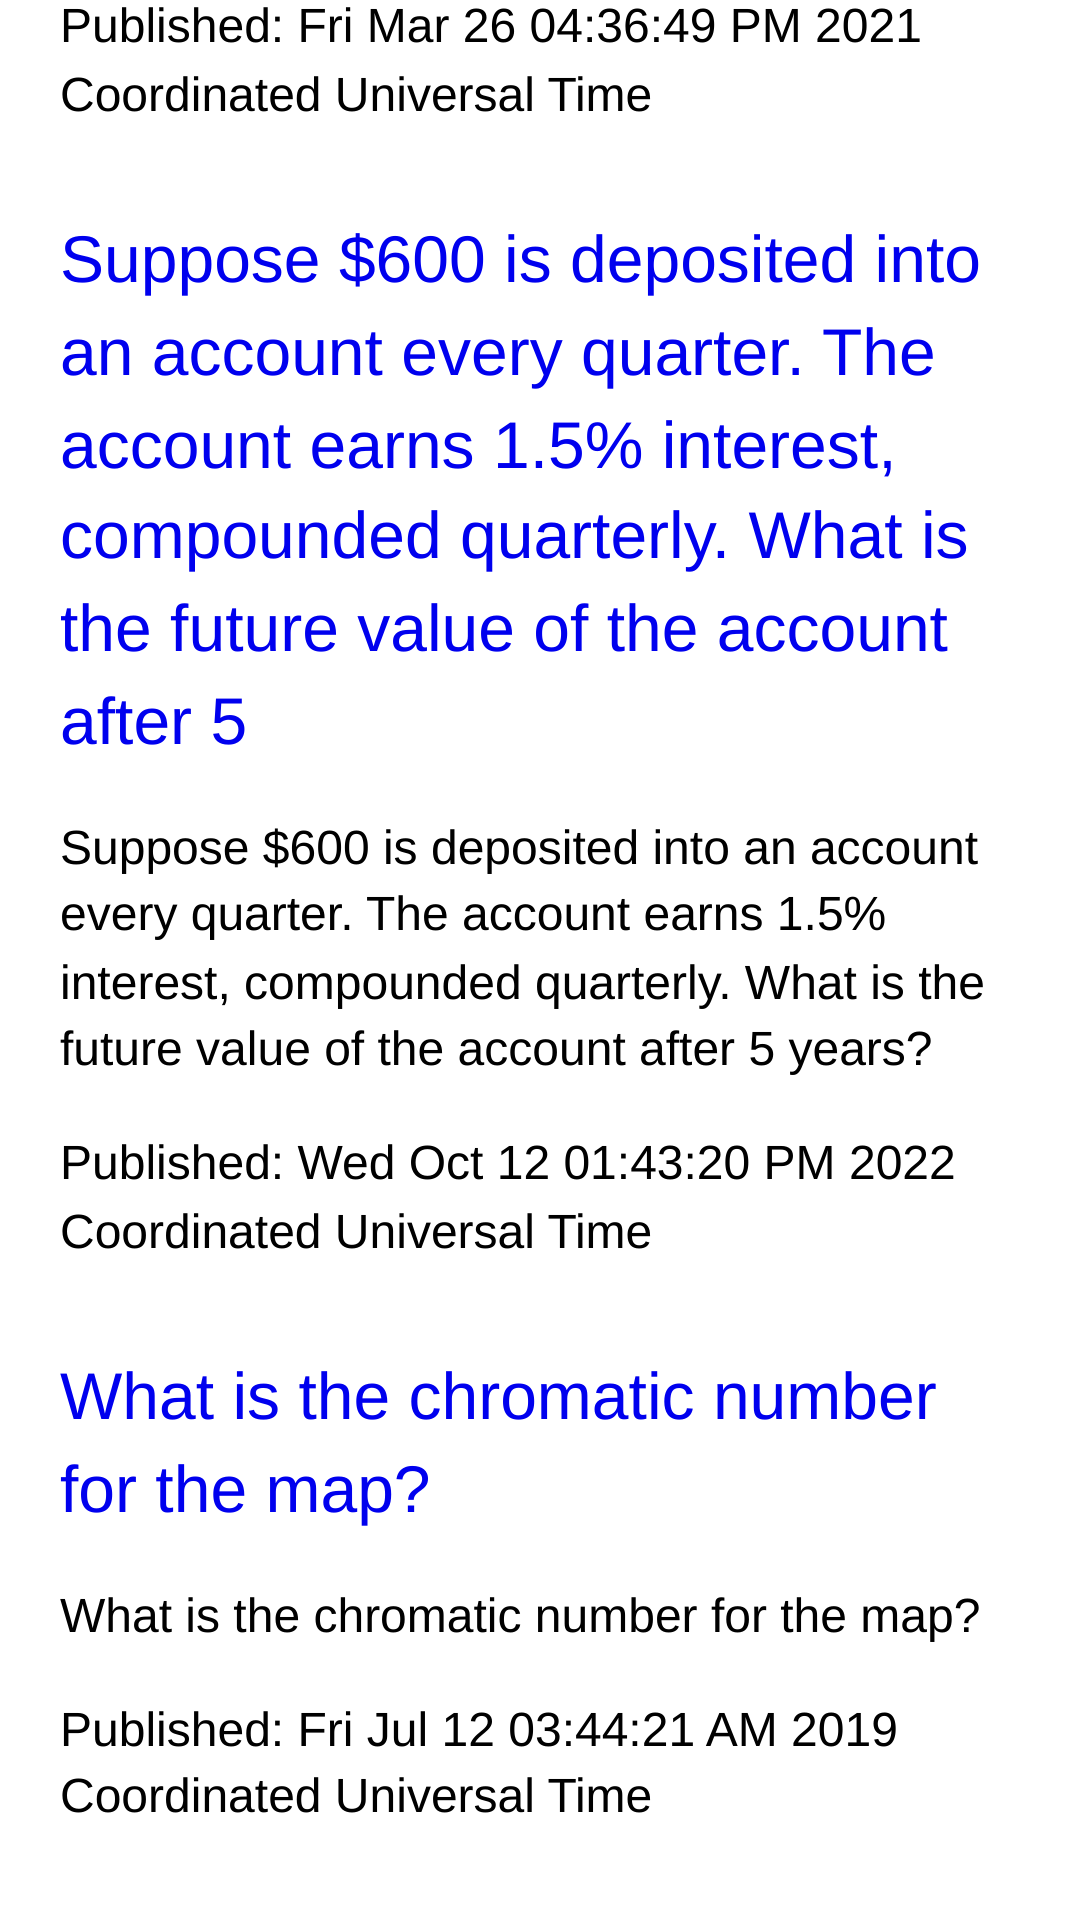 Published: Fri Mar 26 04:36:49 PM 2021
Coordinated Universal Time
Suppose $600 is deposited into
an account every quarter. The
account earns 1.5% interest,
compounded quarterly. What is
the future value of the account
after 5
Suppose $600 is deposited into an account
every quarter. The account earns 1.5%
interest, compounded quarterly. What is the
future value of the account after 5 years?
Published: Wed Oct 12 01:43:20 PM 2022
Coordinated Universal Time
What is the chromatic number
for the map?
What is the chromatic number for the map?
Published: Fri Jul 12 03:44:21 AM 2019
Coordinated Universal Time